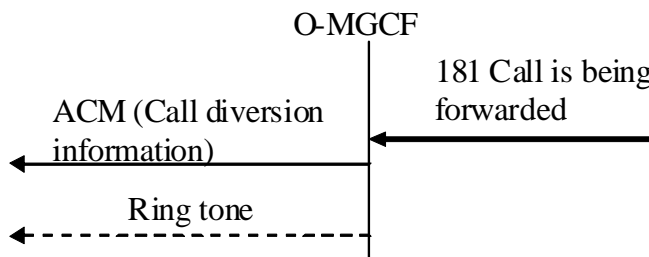 O-MGCF
181 Call is being
forwarded
ACM (Call diversion
information)
Ring tone